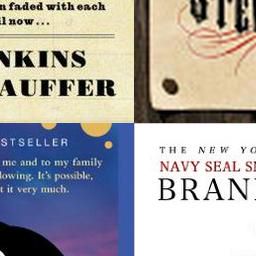 n faded with each
il now . . .
NKINS
AUFFER
STSELLER
me and to my family
lowing. It's possible,
t it very much.
THE NEW YO
NAVY SEAL SN
BRAN